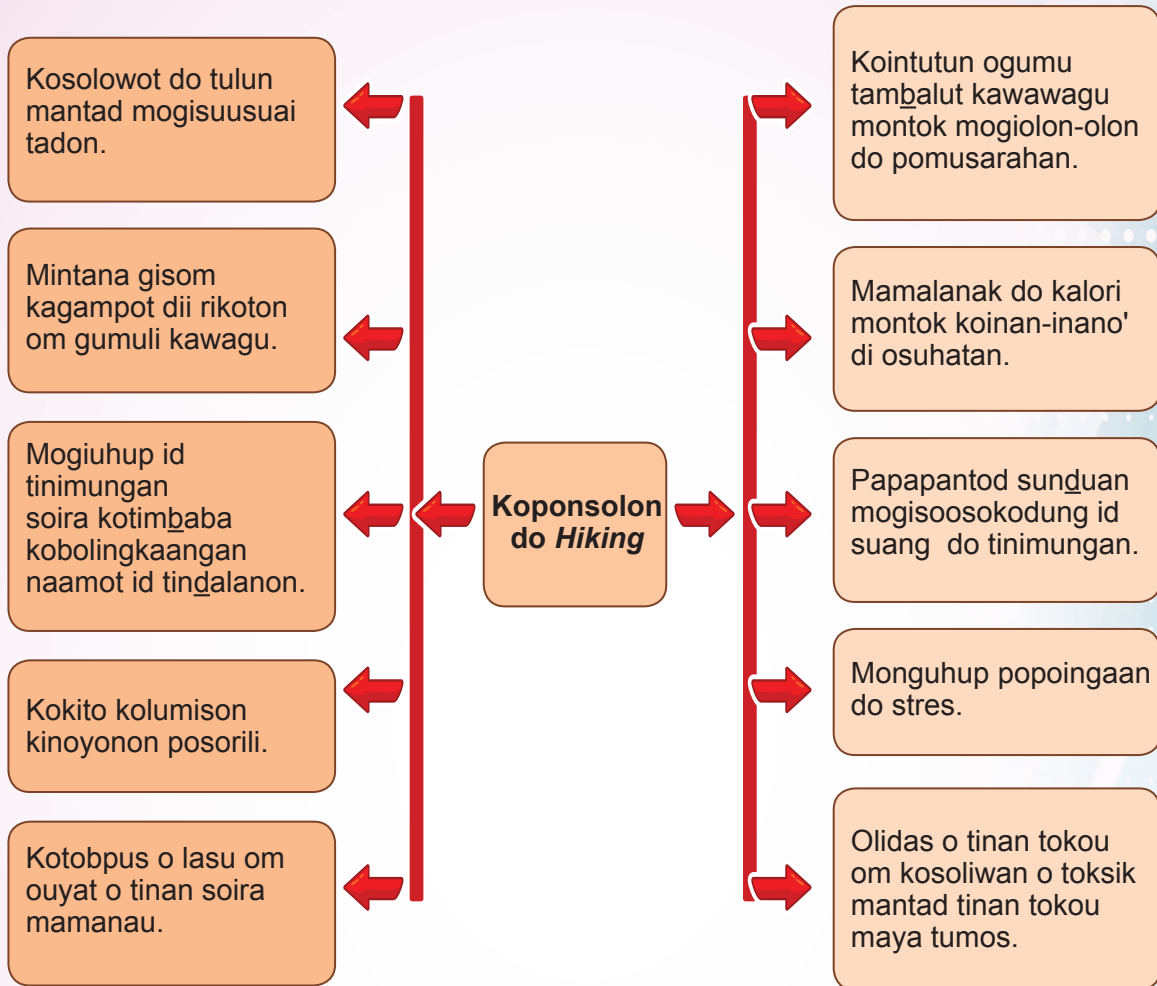 Kosolowot do tulun
mantad mogisuusuai
tadon.
Mintana gisom
kagampot dii rikoton
om gumuli kawagu.
Mogiuhup id
tinimungan
soira kotimbaba
kobolingkaangan
naamot id tindalanon.
Kokito kolumison
kinoyonon posorili.
Kotobpus o lasu om
ouyat o tinan soira
mamanau.
Koponsolon
do Hiking
Kointutun ogumu
tambalut kawawagu
montok mogiolon-olon
do pomusarahan.
Mamalanak do kalori
montok koinan-inano'
di osuhatan.
Papapantod sunduan
mogisoosokodung id
suang do tinimungan.
Monguhup popoingaan
do stres.
Olidas o tinan tokou
om kosoliwan o toksik
mantad tinan tokou
maya tumos.